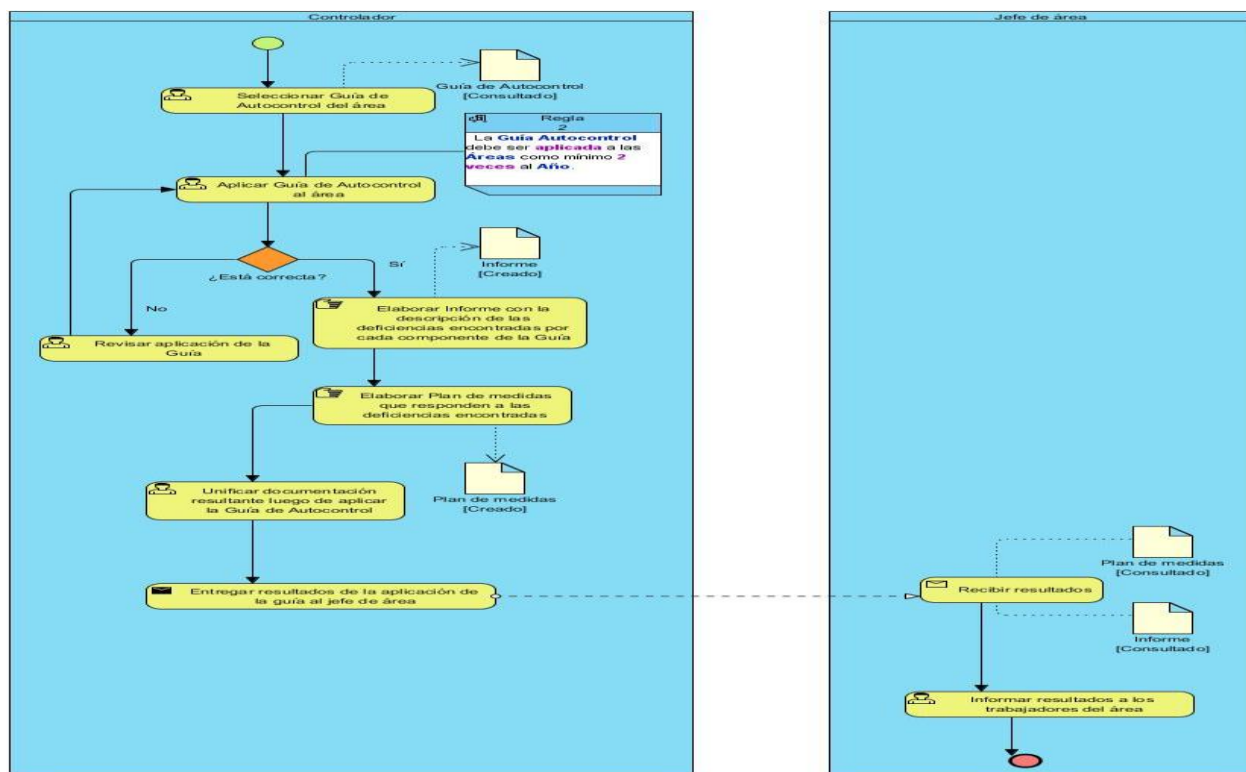 Controlador
Seleccionar Guía de
Autocontrol del área
Guía de Autocontrol
[Consultado]
Regla
2
La Guía Autocontrol
debe ser aplicada a las
Áreas como mínimo 2
veces al Año.
Aplicar Guía de Autocontrol
al área
¿Está correcta?
Sí
No
Informe
[Creado]
Revisar aplicación de la
Guía
Elaborar Informe con la
descripción de las
deficiencias encontradas por
cada componente de la Guía
Elaborar Plan de medidas
que responden a las
deficiencias encontradas
Plan de medidas
[Creado]
Unificar documentación
resultante luego de aplicar
la Guía de Autocontrol
Entregar resultados de la aplicación de
la guía al jefe de área
Jefe de área
Plan de medidas
[Consultado]
Recibir resultados
Informe
[Consultado]
Informar resultados a los
trabajadores del área